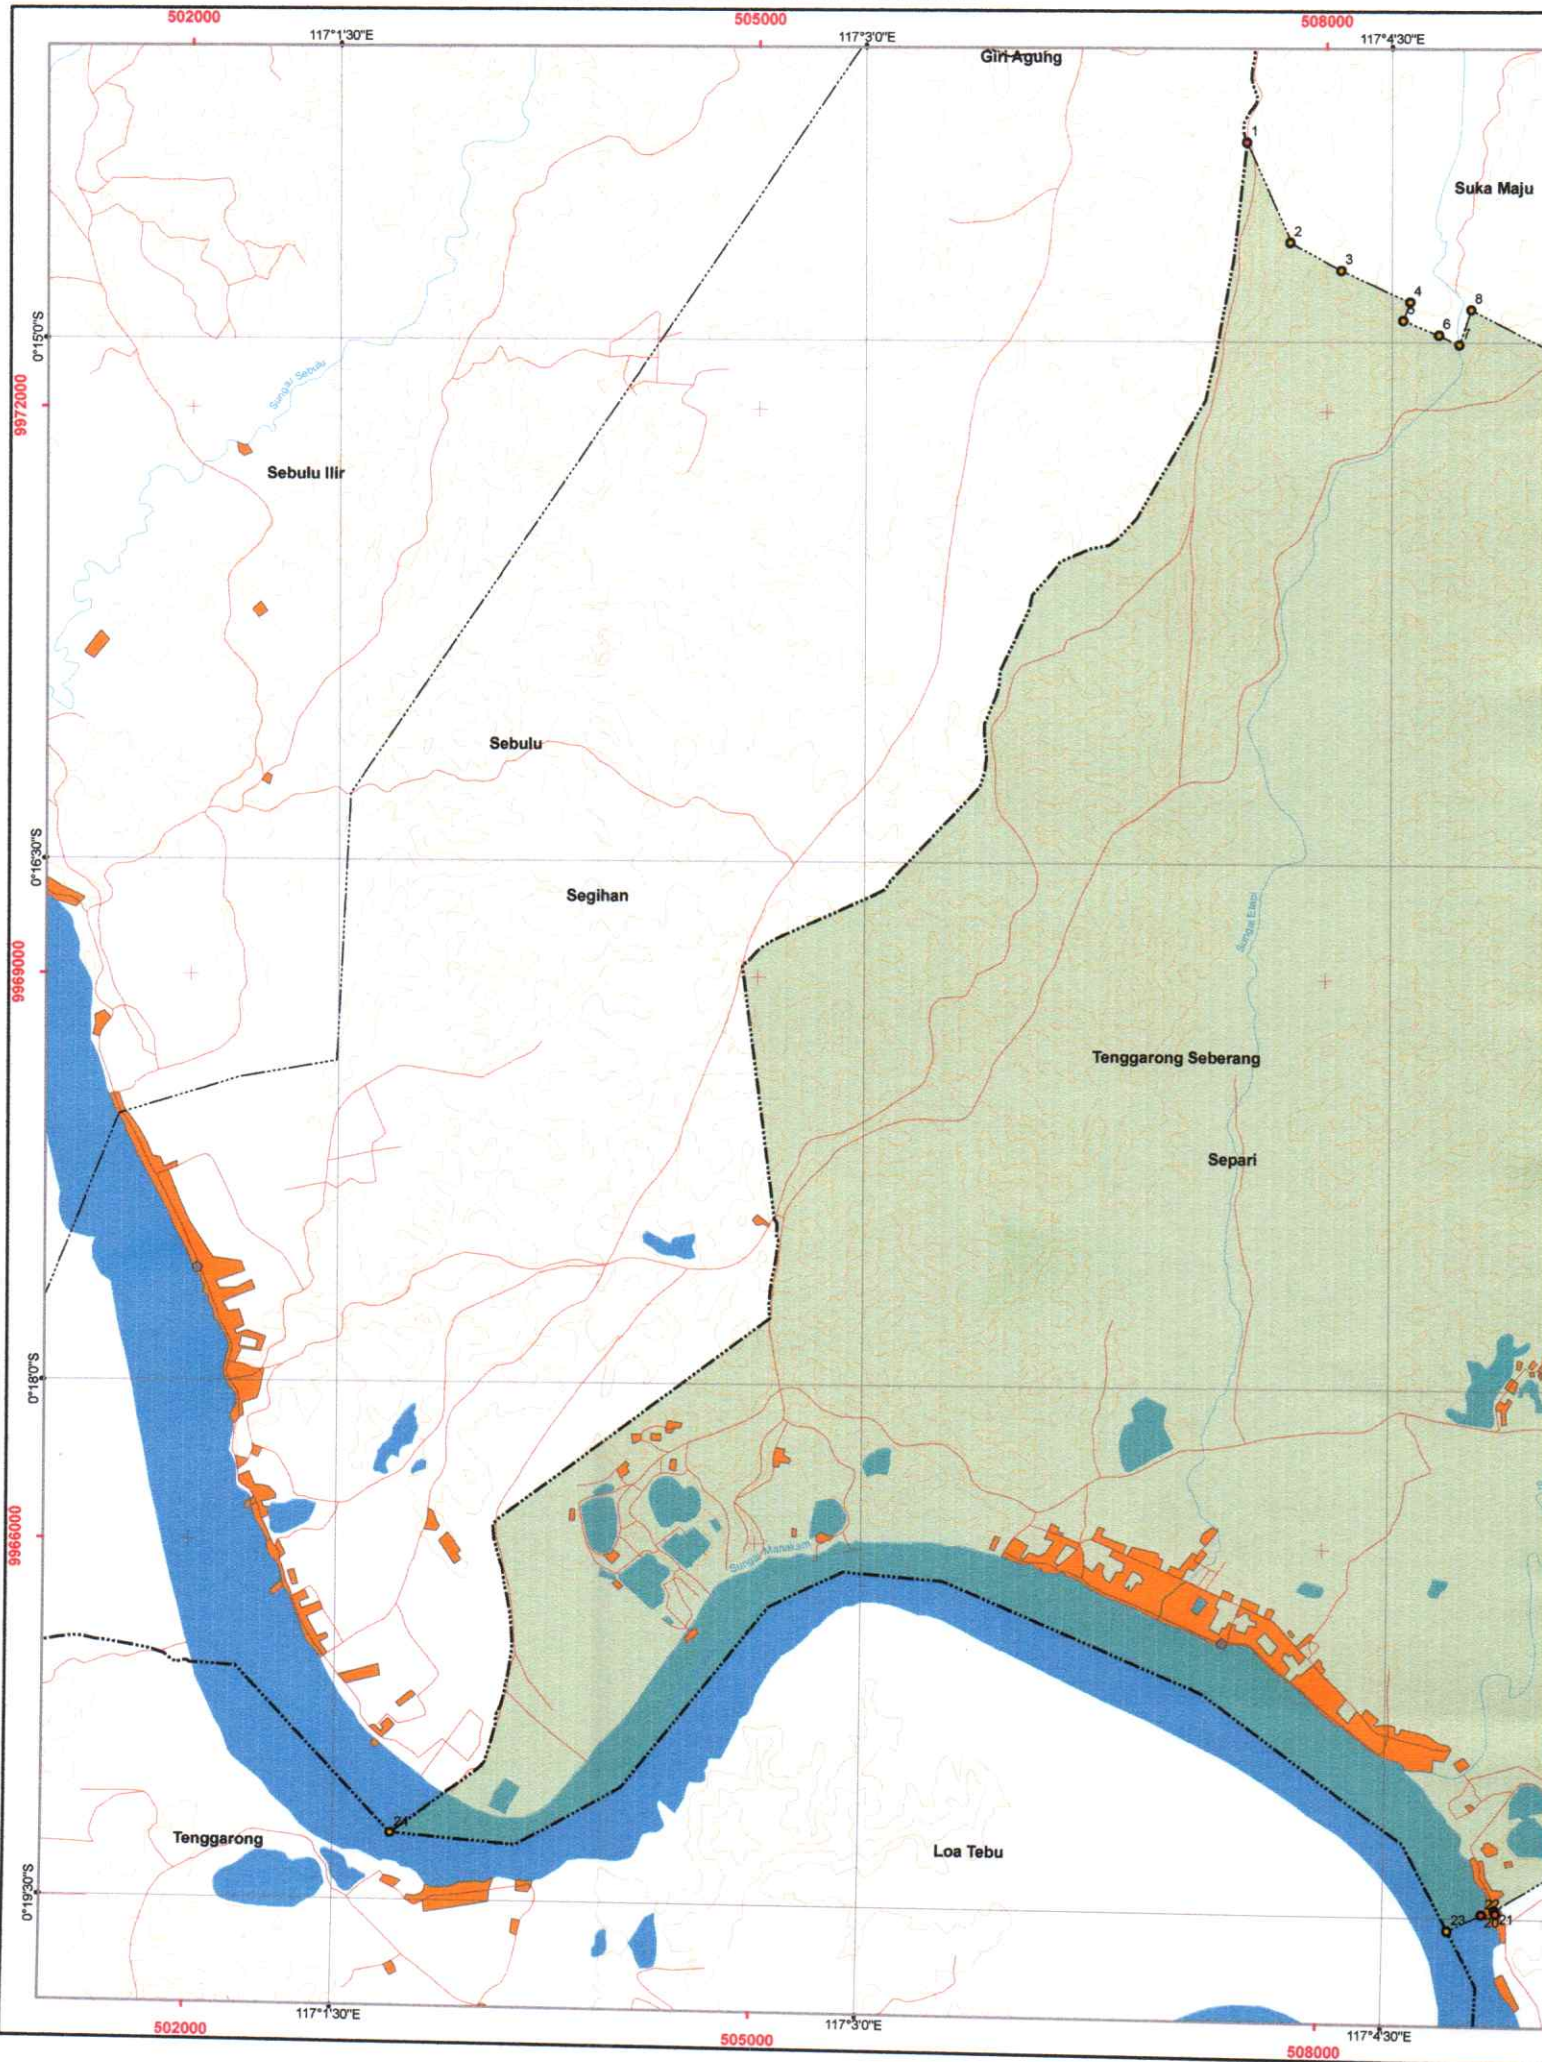 502000
505000
508000
117°1'30"E
117°3'0"E
117°4'30"E
Giri Agung
1
Suka Maju
2
3
4
8
5
6
7
0°15'0"S
Sungai Sebulu
9972000
Sebulu Ilir
Sebulu
0°16'30"S
Segihan
Sungai
9969000
Tenggarong Seberang
Separi
0°18'0"S
9966000
Sungai
24
Tenggarong
Loa Tebu
0°19'30"S
22
23
20
21
117°1'30"E
117°3'0"E
117°4'30"E
502000
505000
508000